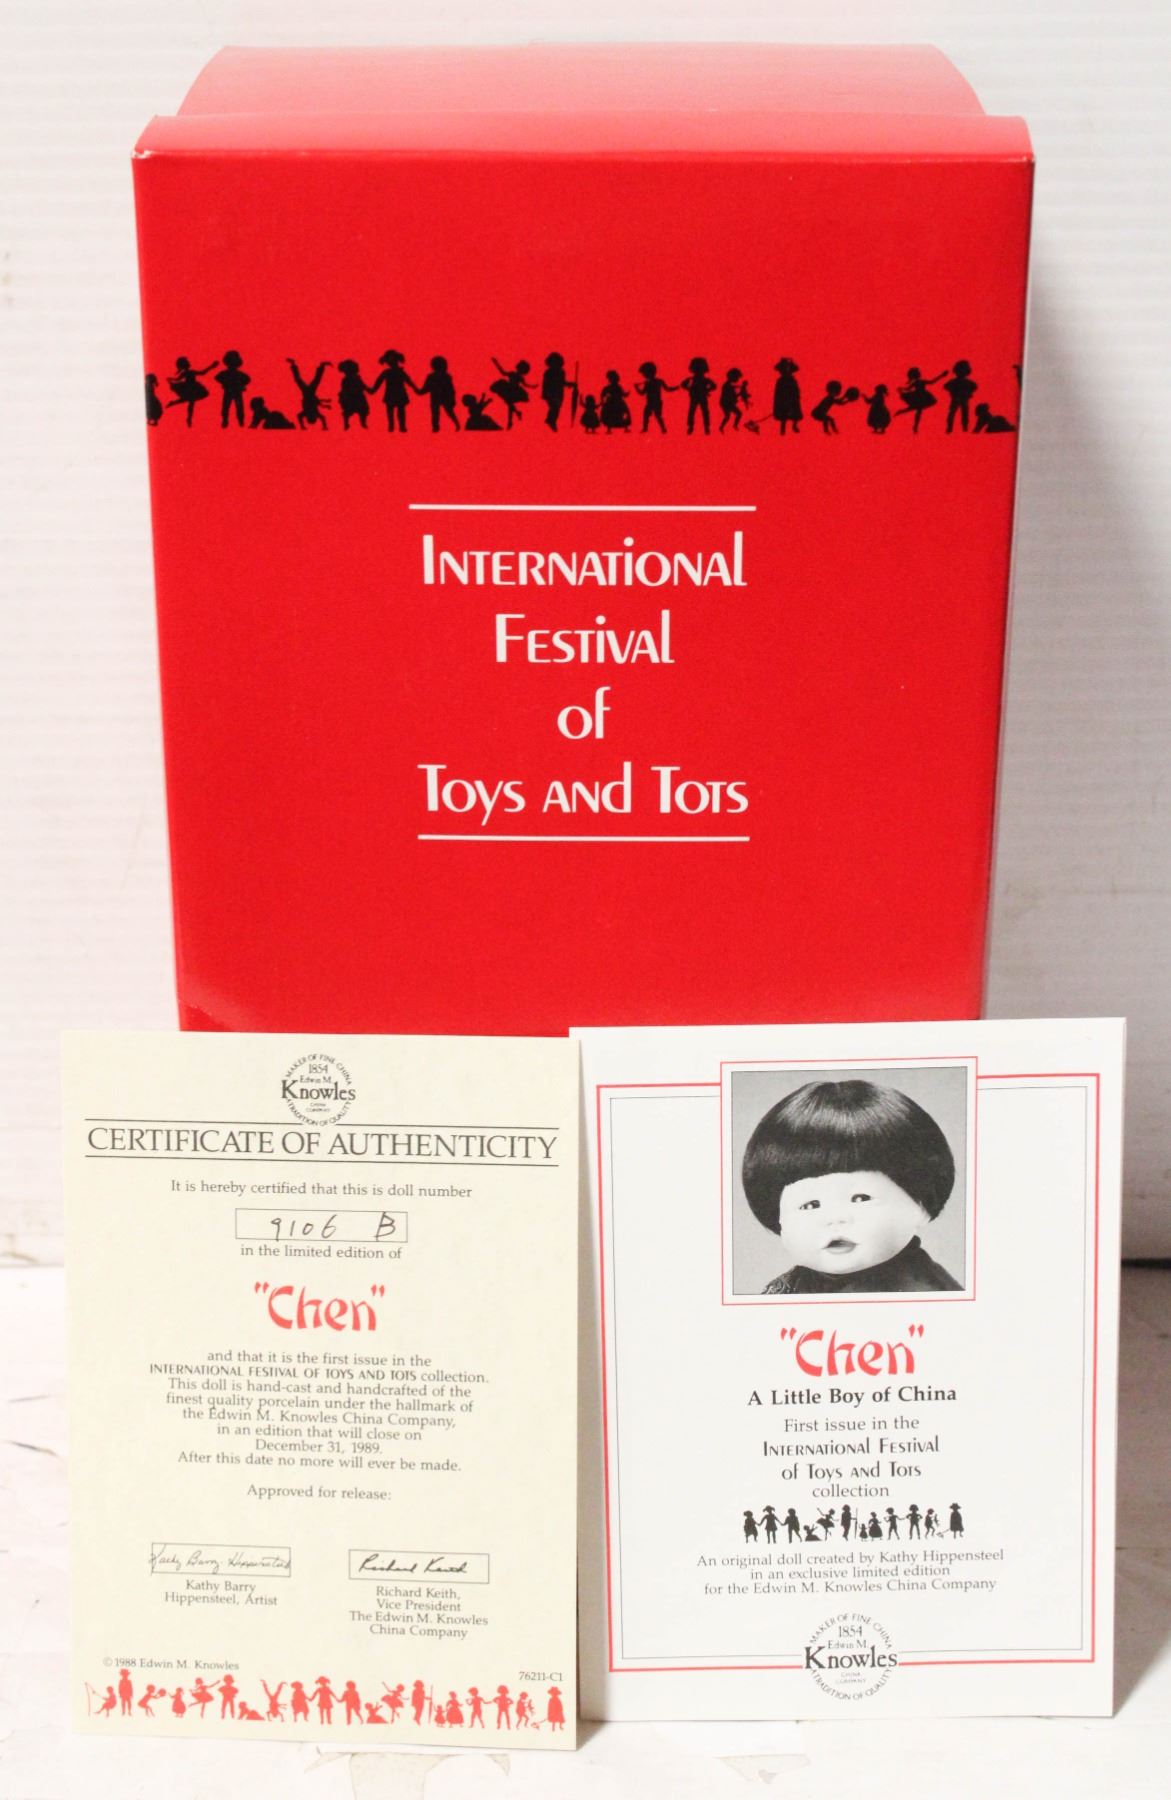 INTERNATIONAL
FESTIVAL
of
TOYS AND TOTS
MAKER OF FINE CHINA
1854
Edwin M.
Knowles
CHINA
COMPANY
TRADITION OF QUALITY
CERTIFICATE OF AUTHENTICITY
It is hereby certified that this is doll number
9106 B
in the limited edition of
"Chen"
and that it is the first issue in the
INTERNATIONAL FESTIVAL OF TOYS AND TOTS collection.
This doll is hand-cast and handcrafted of the
finest quality porcelain under the hallmark of
the Edwin M. Knowles China Company,
in an edition that will close on
December 31, 1989.
After this date no more will ever be made.
Approved for release:
Kathy Barry Hippensteel
Kathy Barry
Hippensteel, Artist
Richard Keith
Richard Keith,
Vice President
The Edwin M. Knowles
China Company
© 1988 Edwin M. Knowles
76211-C1
"Chen"
A Little Boy of China
First issue in the
INTERNATIONAL FESTIVAL
of TOYS AND TOTS
collection
An original doll created by Kathy Hippensteel
in an exclusive limited edition
for the Edwin M. Knowles China Company
MAKER OF FINE CHINA
1854
Edwin M.
Knowles
CHINA
COMPANY
TRADITION OF QUALITY